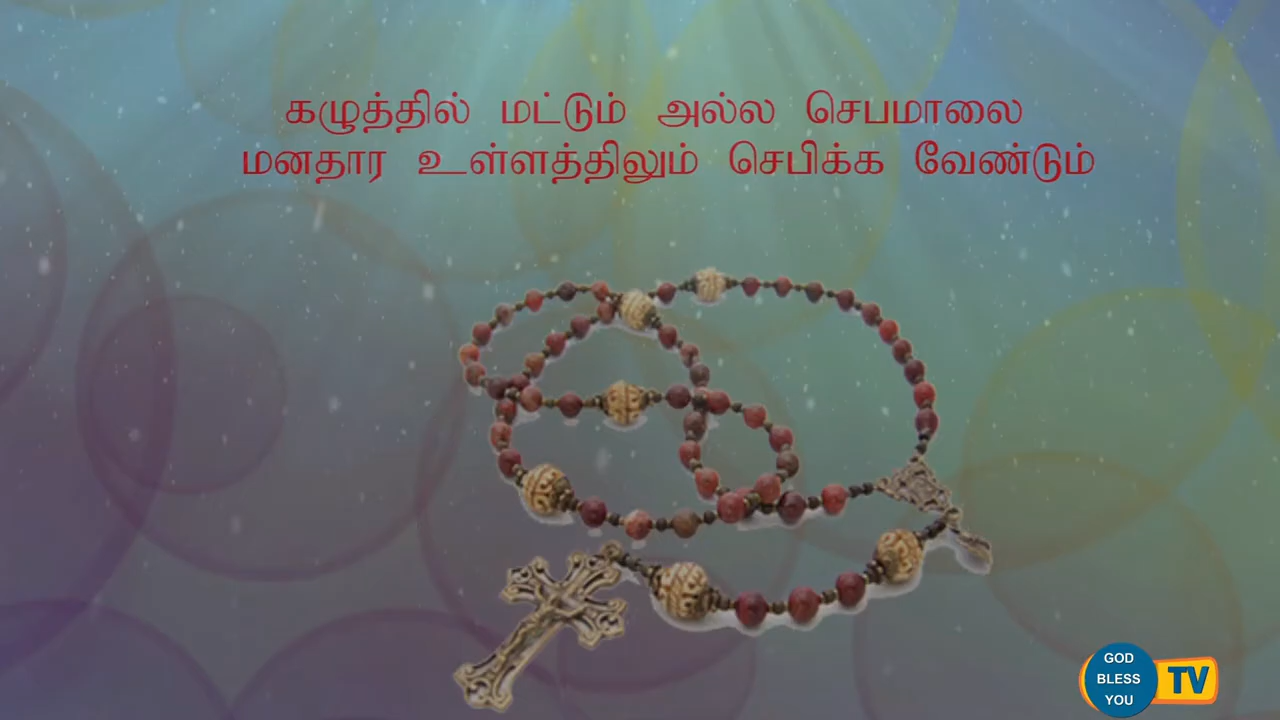 கழுத்தில் மட்டும் அல்ல செபமாலை
மனதார உள்ளத்திலும் செபிக்க வேண்டும்
GOD
BLESS
YOU
TV